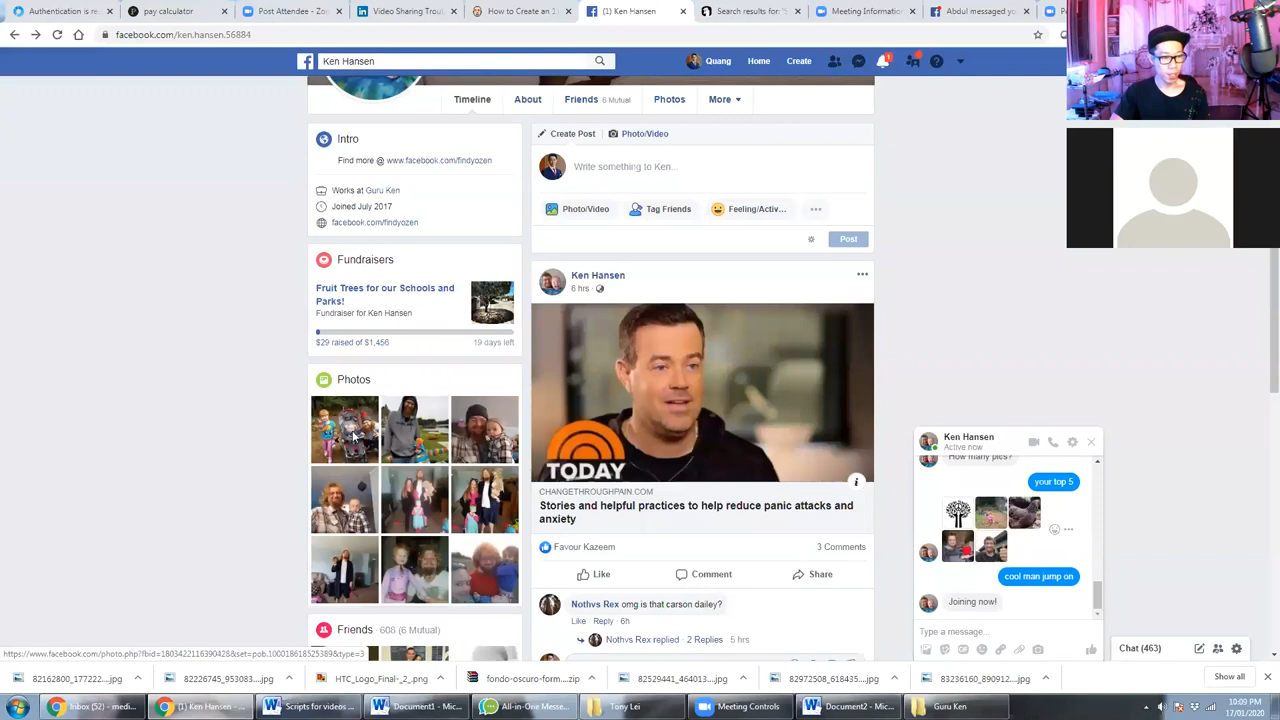 Attendance is re...
pay calculator
Post Attendee - Zoo
Video Sharing Troul
How to Create an 1:
(1) Ken Hansen
Search results for: "S
Meeting Informatio
Abdul messaged yo
facebook.com/ken.hansen.56884
Ken Hansen
Quang
Home
Create
1
Timeline
About
Friends 6 Mutual
Photos
More
Intro
Find more @ www.facebook.com/findyozen
Works at Guru Ken
Joined July 2017
facebook.com/findyozen
Fundraisers
Fruit Trees for our Schools and
Parks!
Fundraiser for Ken Hansen
$29 raised of $1,456
19 days left
Photos
Friends · 608 (6 Mutual)
Create Post
Photo/Video
Write something to Ken...
Photo/Video
Tag Friends
Feeling/Activ...
Post
Ken Hansen
6 hrs ·
TODAY
CHANGETHROUGHPAIN.COM
Stories and helpful practices to help reduce panic attacks and
anxiety
Favour Kazeem
3 Comments
Like
Comment
Share
Nothvs Rex omg is that carson dailey?
Like · Reply · 6h
Nothvs Rex replied · 2 Replies
5 hrs
Ken Hansen
Active now
How many pics?
your top 5
cool man jump on
Joining now!
Type a message...
Chat (463)
https://www.facebook.com/photo.php?fbid=180342211639042&set=pob.100018618525389&type=3
82162800_177222....jpg
82226745_953083....jpg
HTC_Logo_Final-_2_.png
fondo-oscuro-form....zip
82529441_464013....jpg
82972508_618435....jpg
83236160_890912....jpg
Show all
Inbox (52) - medi...
(1) Ken Hansen - ...
Scripts for videos ...
Document1 - Mic...
All-in-One Messe...
Tony Lei
Meeting Controls
Document2 - Micr...
Guru Ken
10:09 PM
17/01/2020